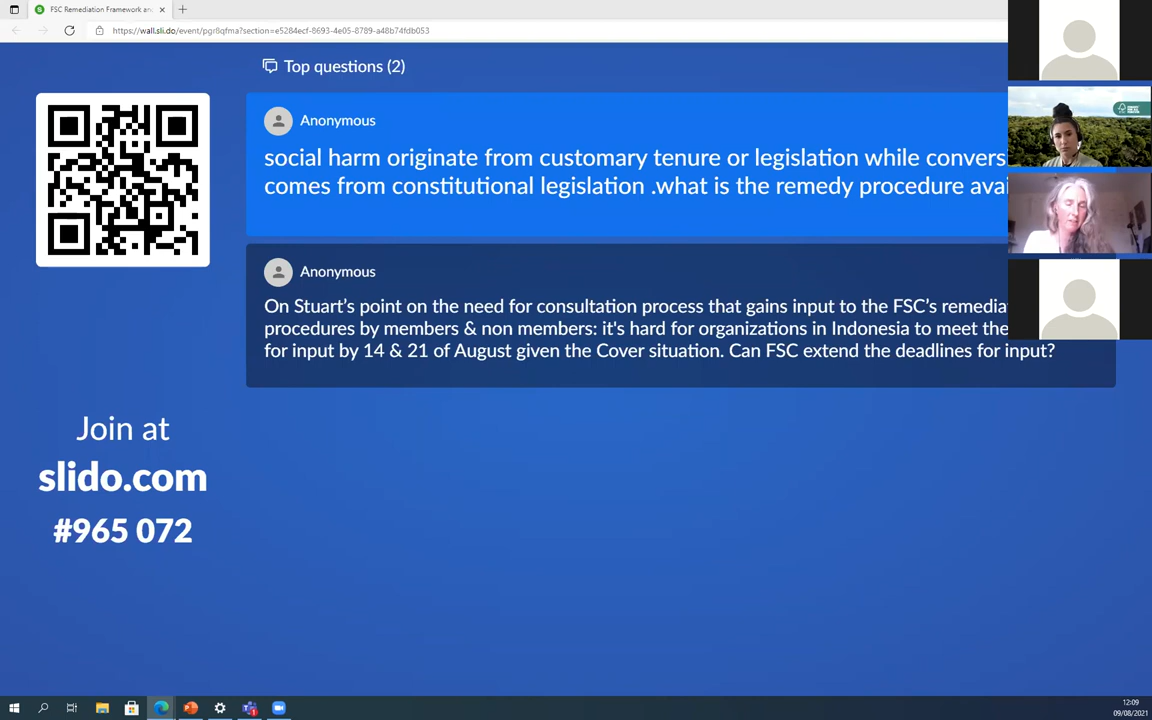 FSC Remediation Framework an
https://wall.sli.do/event/pgr8qfma?section=e5284ecf-8693-4e05-8789-a48b74fdb053
Top questions (2)
Anonymous
social harm originate from customary tenure or legislation while conversi
comes from constitutional legislation .what is the remedy procedure avai
Anonymous
On Stuart's point on the need for consultation process that gains input to the FSC's remedia
procedures by members & non members: it's hard for organizations in Indonesia to meet the
for input by 14 & 21 of August given the Cover situation. Can FSC extend the deadlines for input?
Join at
slido.com
#965 072
12:09
09/08/2021